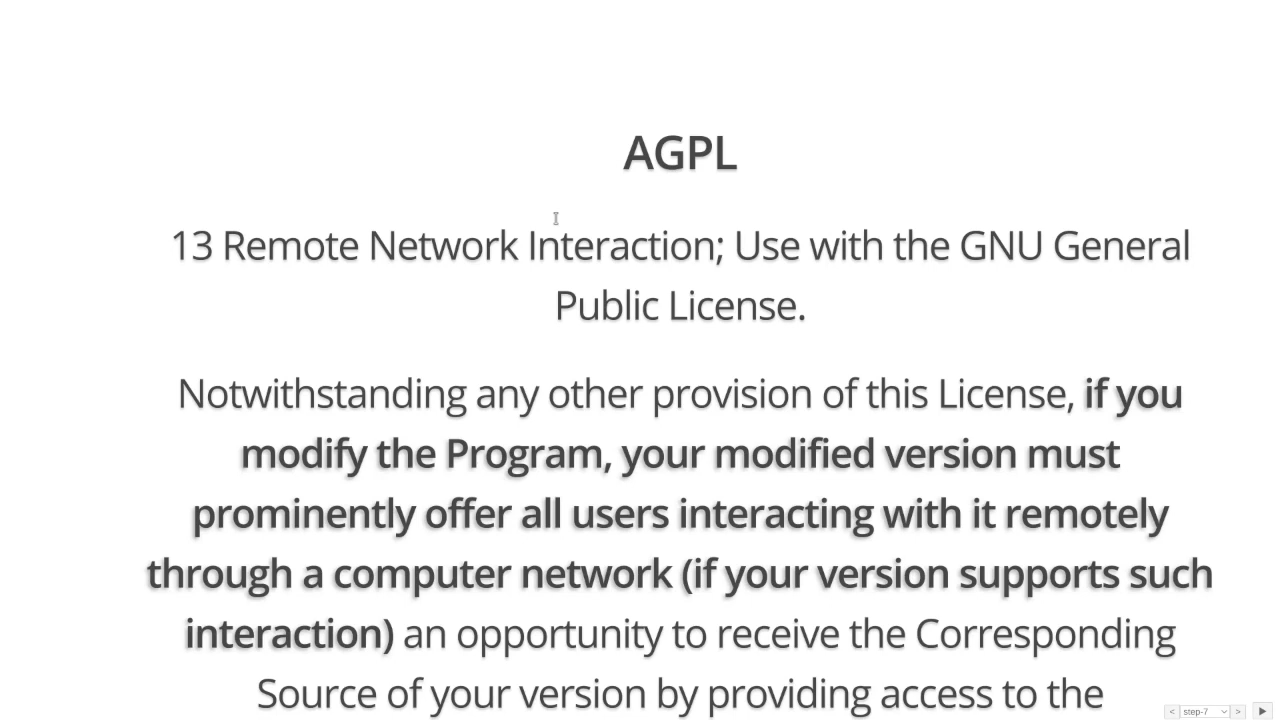 AGPL
13 Remote Network Interaction; Use with the GNU General
Public License.
Notwithstanding any other provision of this License, if you
modify the Program, your modified version must
prominently offer all users interacting with it remotely
through a computer network (if your version supports such
interaction) an opportunity to receive the Corresponding
Source of your version by providing access to the
< step-7 >